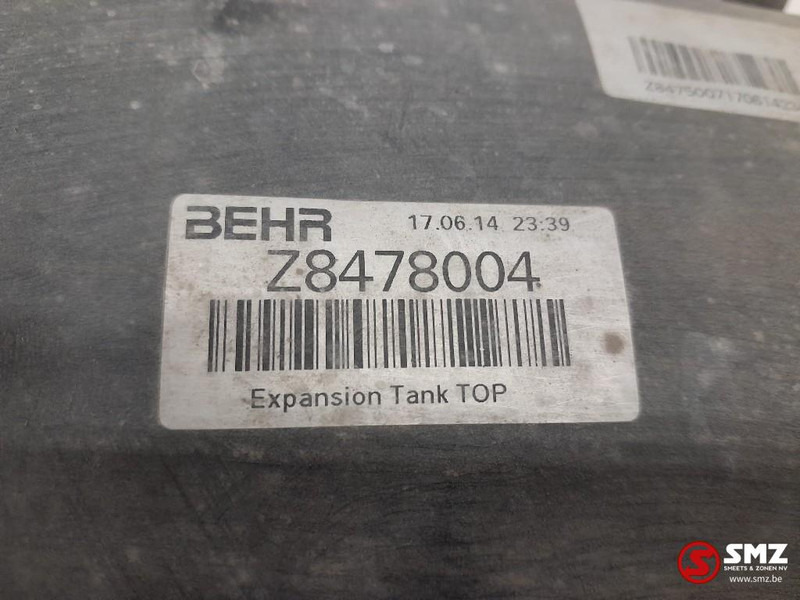 BEHR 17.06.14 23:39
Z8478004
Expansion Tank TOP
SMZ
SMEETS & ZONEN NV
www.smz.be